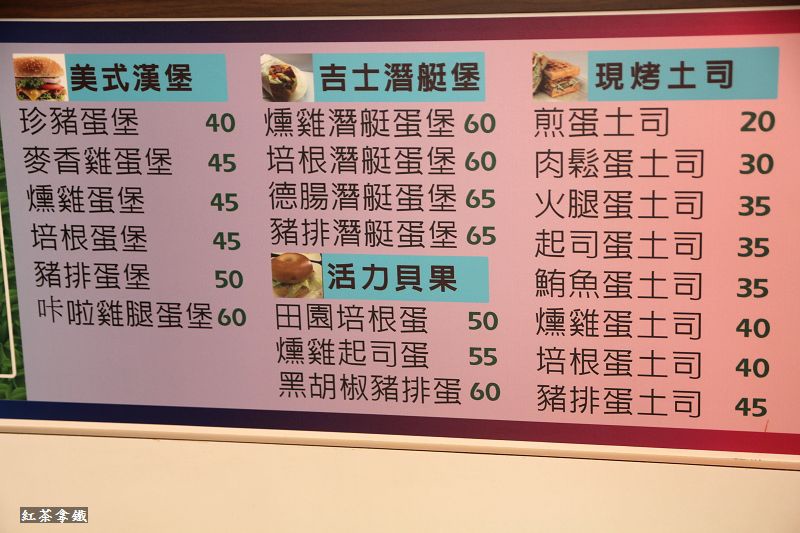 美式漢堡
珍豬蛋堡 40
麥香雞蛋堡 45
燻雞蛋堡 45
培根蛋堡 45
豬排蛋堡 50
咔啦雞腿蛋堡 60
吉士潛艇堡
燻雞潛艇蛋堡 60
培根潛艇蛋堡 60
德腸潛艇蛋堡 65
豬排潛艇蛋堡 65
活力貝果
田園培根蛋 50
燻雞起司蛋 55
黑胡椒豬排蛋 60
現烤土司
煎蛋土司 20
肉鬆蛋土司 30
火腿蛋土司 35
起司蛋土司 35
鮪魚蛋土司 35
燻雞蛋土司 40
培根蛋土司 40
豬排蛋土司 45
紅茶拿鐵